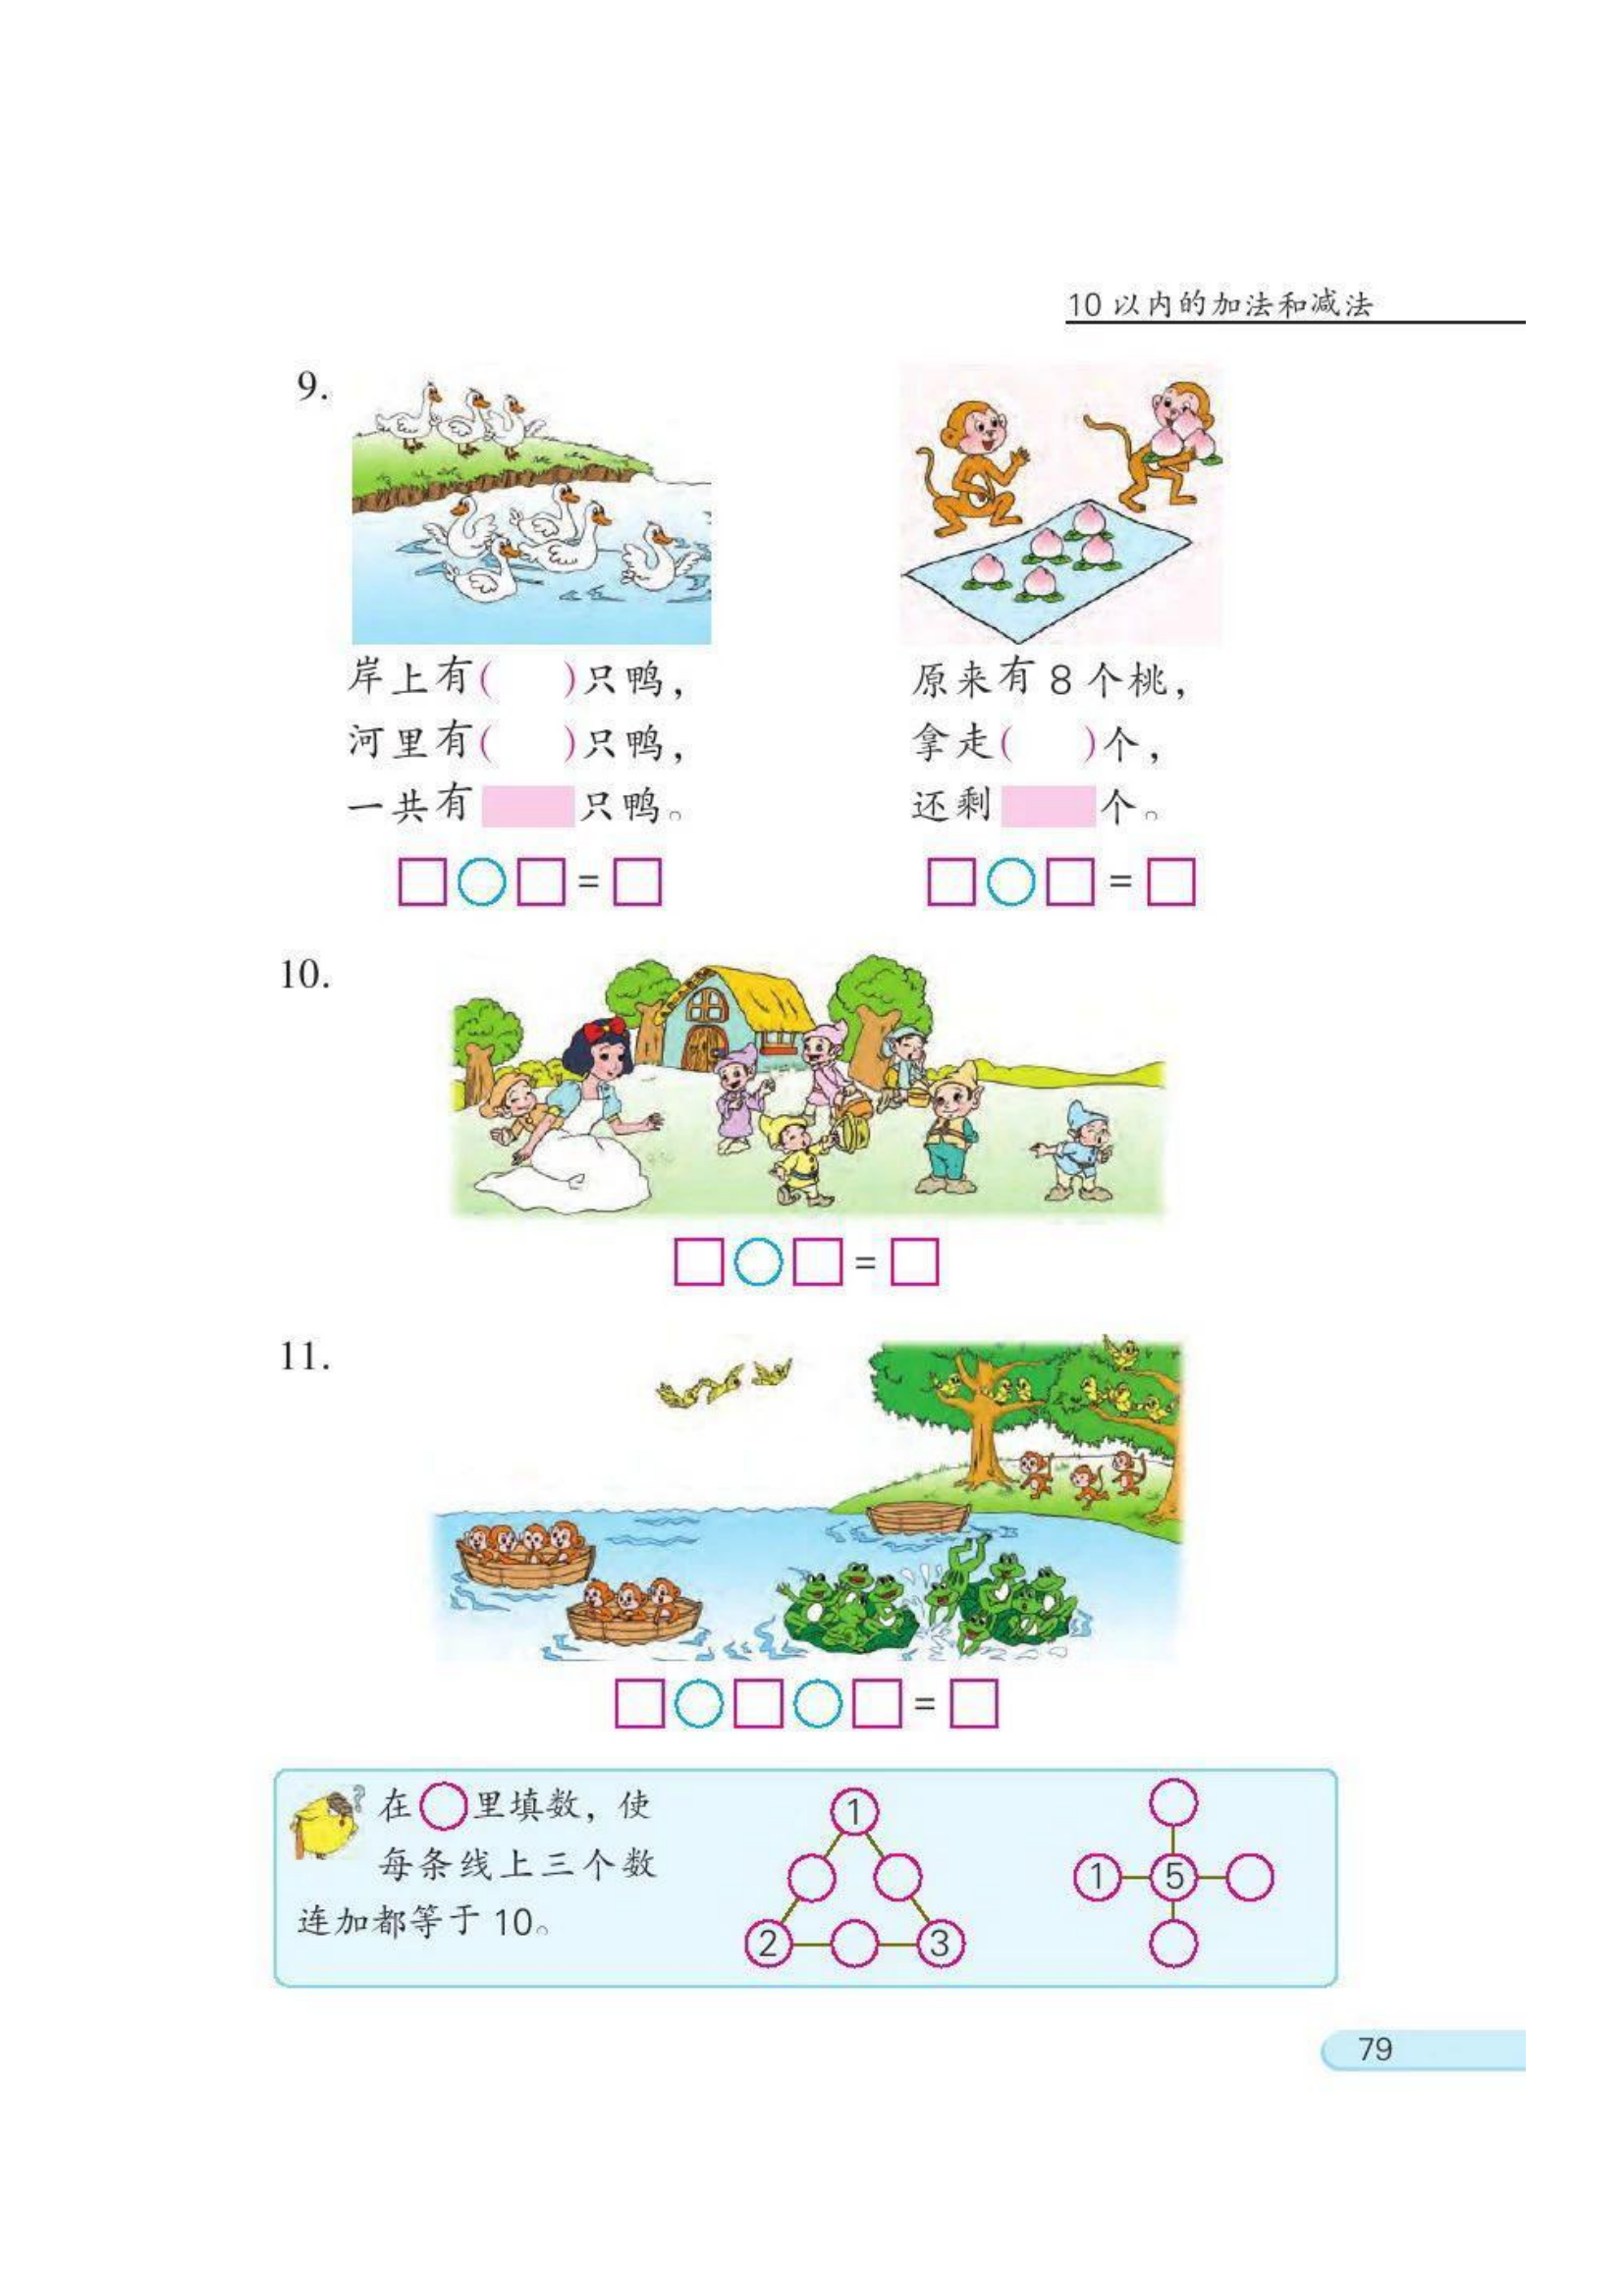 10 以内的加法和减法
9.
岸上有(　)只鸭，
河里有(　)只鸭，
一共有 只鸭。
□○□=□
原来有 8 个桃，
拿走(　)个，
还剩 个。
□○□=□
10.
□○□=□
11.
□○□○□=□
?
在○里填数，使
每条线上三个数
连加都等于 10。
1
2
3
1
5
79